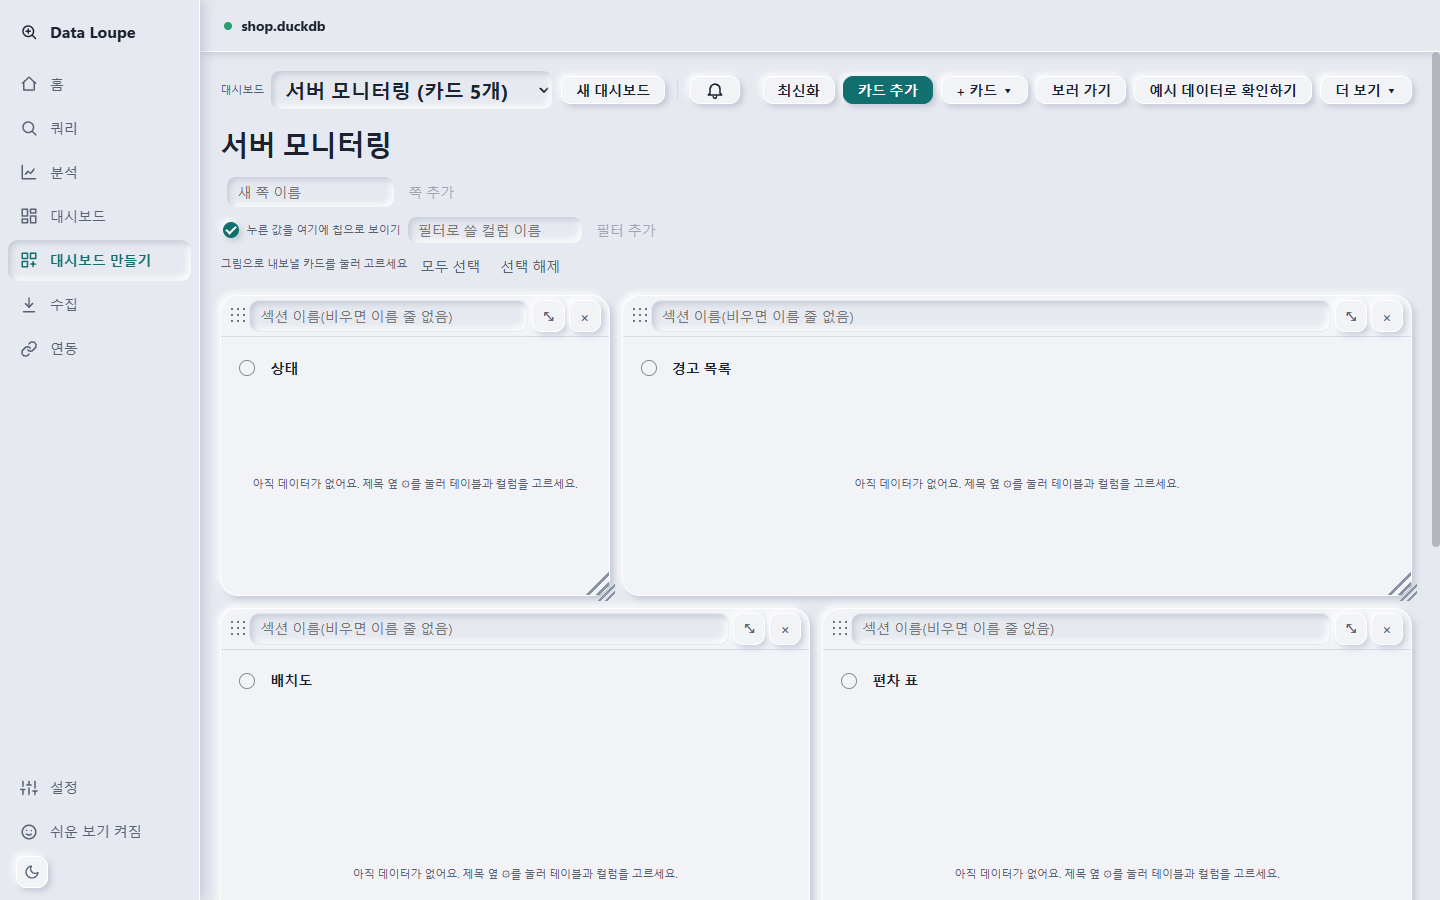 Data Loupe
홈
쿼리
분석
대시보드
대시보드 만들기
수집
연동
설정
쉬운 보기 켜짐
shop.duckdb
대시보드 서버 모니터링 (카드 5개) 새 대시보드 최신화 카드 추가 + 카드 ▾ 보러 가기 예시 데이터로 확인하기 더 보기 ▾
서버 모니터링
새 쪽 이름 쪽 추가
누른 값을 여기에 칩으로 보이기 필터로 쓸 컬럼 이름 필터 추가
그림으로 내보낼 카드를 눌러 고르세요 모두 선택 선택 해제
섹션 이름(비우면 이름 줄 없음) ×
상태
아직 데이터가 없어요. 제목 옆 ⚙를 눌러 테이블과 컬럼을 고르세요.
섹션 이름(비우면 이름 줄 없음) ×
경고 목록
아직 데이터가 없어요. 제목 옆 ⚙를 눌러 테이블과 컬럼을 고르세요.
섹션 이름(비우면 이름 줄 없음) ×
배치도
아직 데이터가 없어요. 제목 옆 ⚙를 눌러 테이블과 컬럼을 고르세요.
섹션 이름(비우면 이름 줄 없음) ×
편차 표
아직 데이터가 없어요. 제목 옆 ⚙를 눌러 테이블과 컬럼을 고르세요.